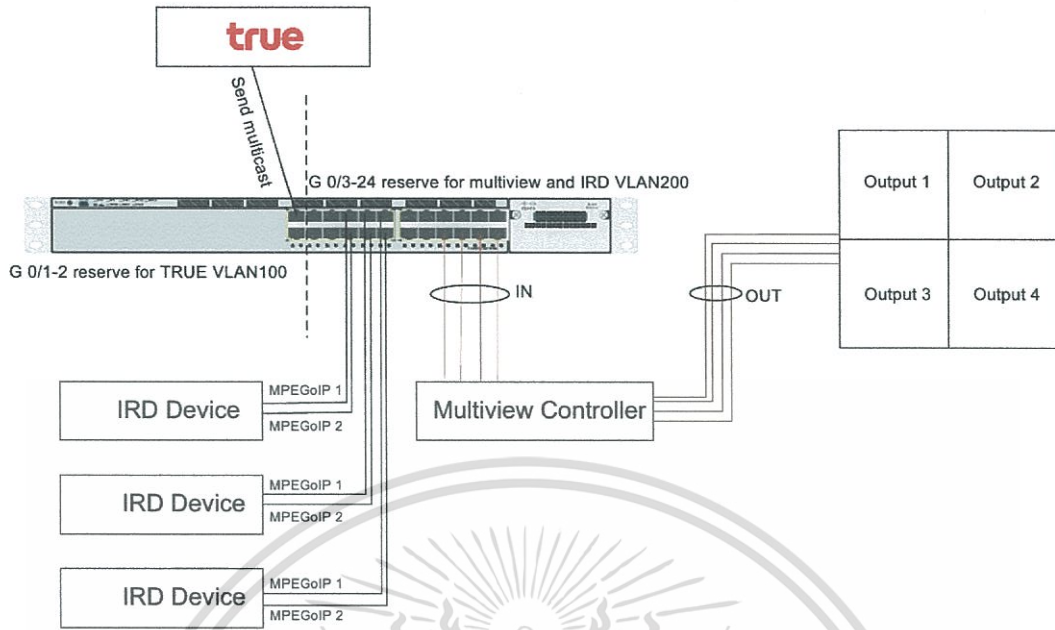 true
Send multicast
G 0/3-24 reserve for multiview and IRD VLAN200
G 0/1-2 reserve for TRUE VLAN100
IN
OUT
Output 1
Output 2
Output 3
Output 4
IRD Device
MPEGoIP 1
MPEGoIP 2
Multiview Controller
IRD Device
MPEGoIP 1
MPEGoIP 2
IRD Device
MPEGoIP 1
MPEGoIP 2